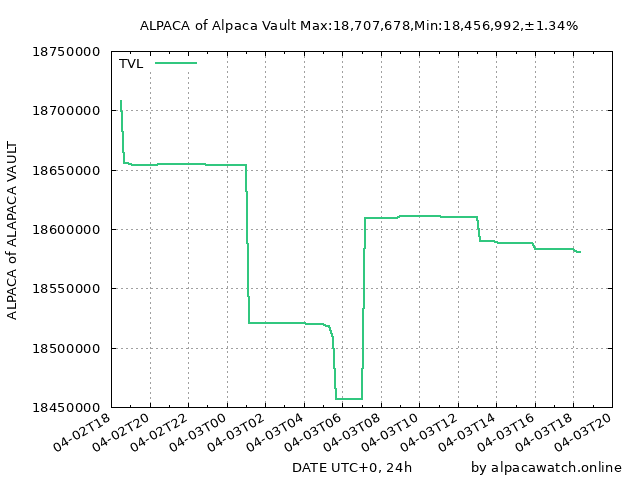 ALPACA of Alpaca Vault Max:18,707,678,Min:18,456,992,±1.34%
TVL
ALPACA of ALAPACA VAULT
18750000
18700000
18650000
18600000
18550000
18500000
18450000
04-02T18
04-02T20
04-02T22
04-03T00
04-03T02
04-03T04
04-03T06
04-03T08
04-03T10
04-03T12
04-03T14
04-03T16
04-03T18
04-03T20
DATE UTC+0, 24h
by alpacawatch.online